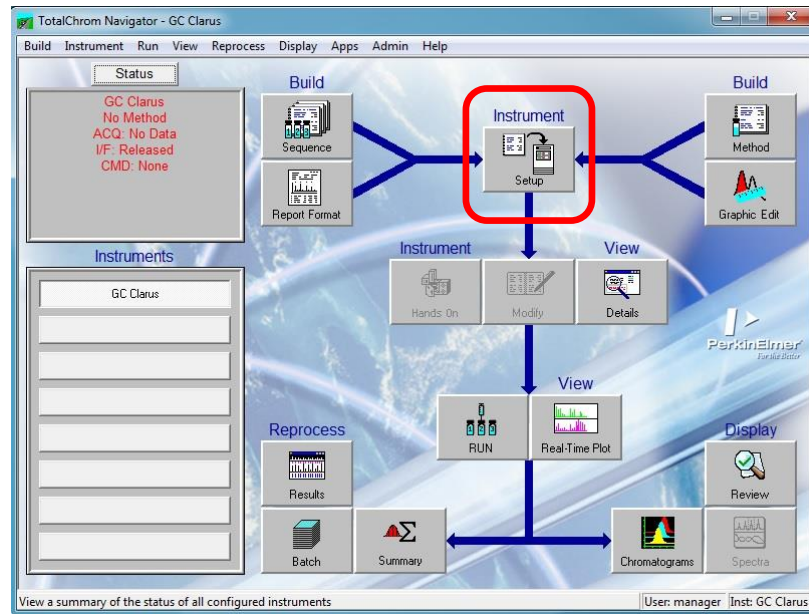 TotalChrom Navigator - GC Clarus
Build Instrument Run View Reprocess Display Apps Admin Help
Status
GC Clarus
No Method
ACQ: No Data
I/F: Released
CMD: None
Build
Sequence
Report Format
Instrument
Setup
Build
Method
Graphic Edit
Instruments
GC Clarus
Instrument
Hands On
Modify
View
Details
PerkinElmer
For the Better
View
RUN
Real-Time Plot
Reprocess
Results
Batch
Summary
Display
Review
Chromatograms
Spectra
View a summary of the status of all configured instruments
User: manager
Inst: GC Clarus